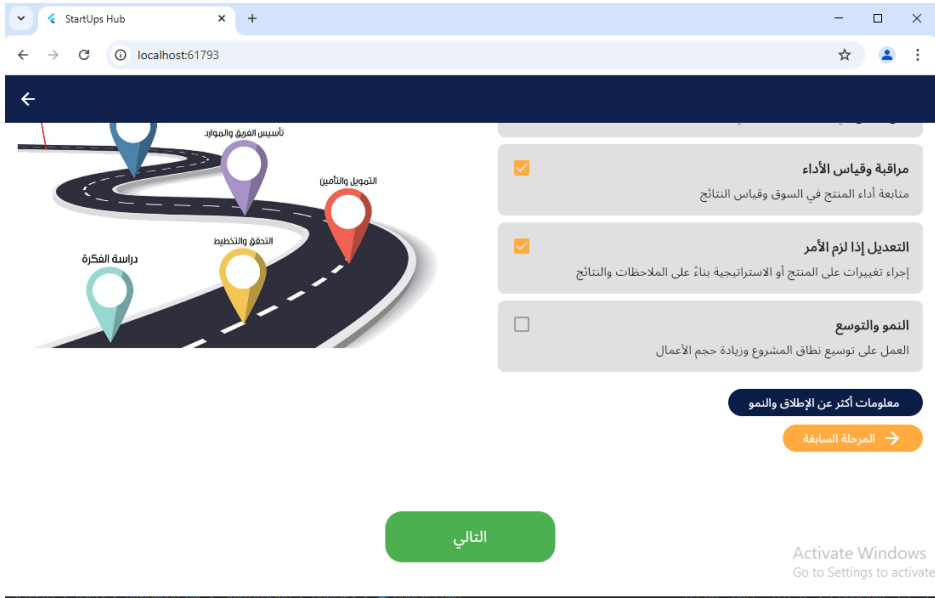 StartUps Hub
localhost:61793
تأسيس الفريق والموارد
التمويل والتأمين
التدقق والتخطيط
دراسة الفكرة
مراقبة وقياس الأداء
متابعة أداء المنتج في السوق وقياس النتائج
التعديل إذا لزم الأمر
إجراء تغييرات على المنتج أو الاستراتيجية بناءً على الملاحظات والنتائج
النمو والتوسع
العمل على توسيع نطاق المشروع وزيادة حجم الأعمال
معلومات أكثر عن الإطلاق والنمو
المرحلة السابقة
التالي
Activate Windows
Go to Settings to activate